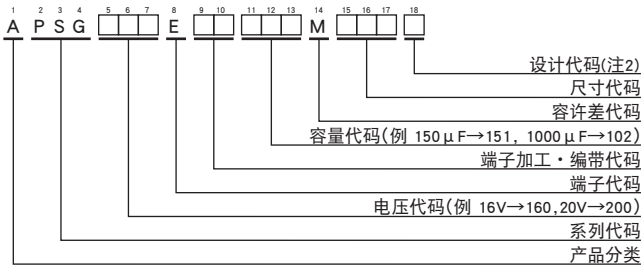 1 2 3 4 5 6 7 8 9 10 11 12 13 14 15 16 17 18
A PSG□□□E□□□□□M□□□□
设计代码(注2)
尺寸代码
容许差代码
容量代码(例 150μF→151, 1000μF→102)
端子加工・编带代码
端子代码
电压代码(例 16V→160,20V→200)
系列代码
产品分类